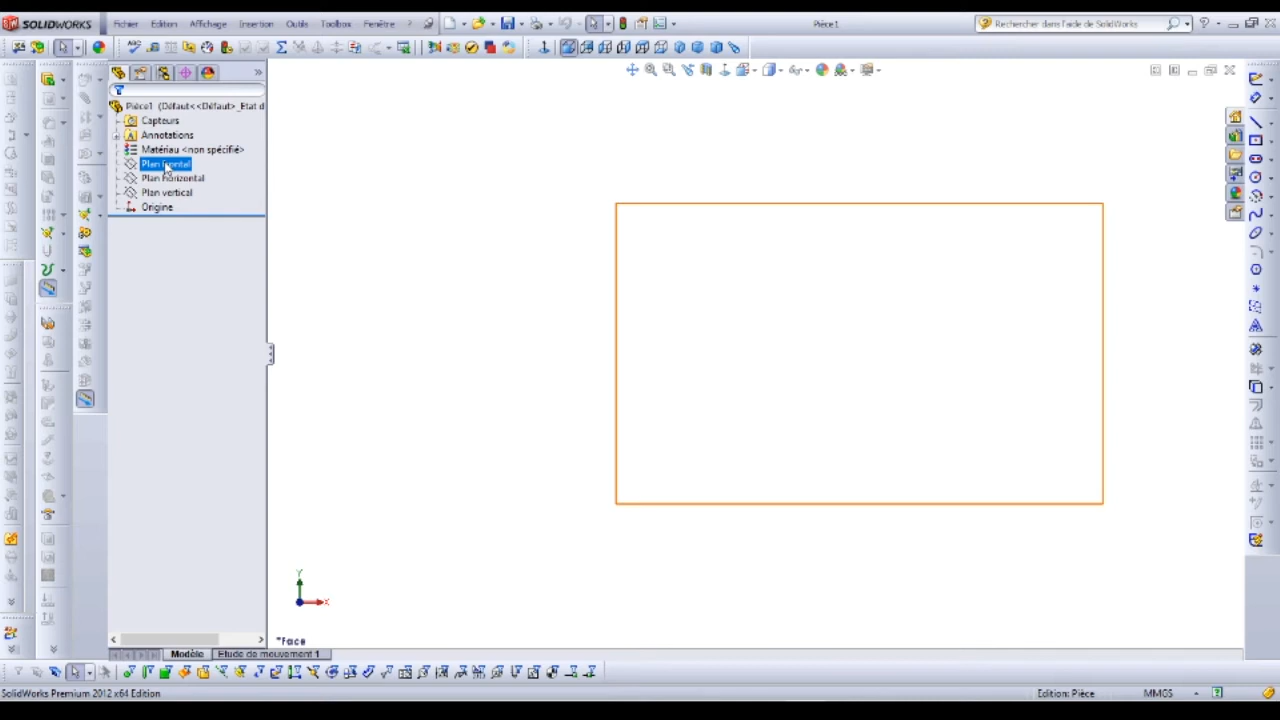 SOLIDWORKS Fichier Edition Affichage Insertion Outils Toolbox Fenêtre Pièce1 Rechercher dans l'aide de SolidWorks
Pièce1 (Défaut<<Défaut>_Etat d
Capteurs
Annotations
Matériau <non spécifié>
Plan frontal
Plan horizontal
Plan vertical
Origine
Y
X
*Face
Modèle Etude de mouvement 1
SolidWorks Premium 2012 x64 Edition Edition: Pièce MMGS